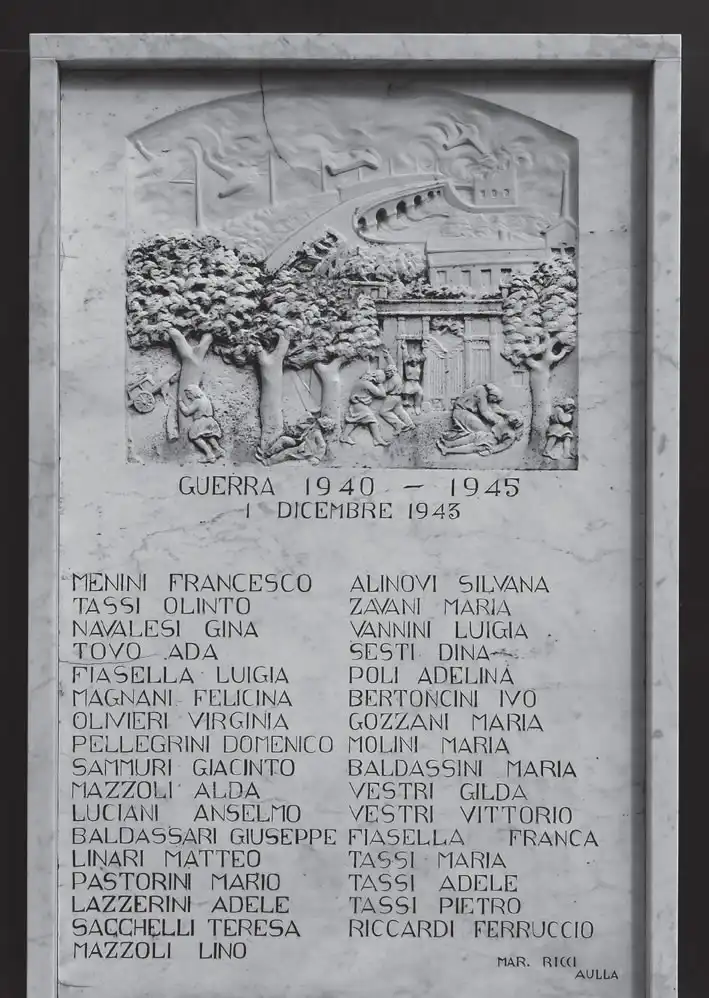 GUERRA 1940 - 1945
1 DICEMBRE 1943
MENINI FRANCESCO
TASSI OLINTO
NAVALESI GINA
TOVO ADA
FIASELLA LUIGIA
MAGNANI FELICINA
OLIVIERI VIRGINIA
PELLEGRINI DOMENICO
SAMMURI GIACINTO
MAZZOLI ALDA
LUCIANI ANSELMO
BALDASSARI GIUSEPPE
LINARI MATTEO
PASTORINI MARIO
LAZZERINI ADELE
SACCHELLI TERESA
MAZZOLI LINO
ALINOVI SILVANA
ZAVANI MARIA
VANNINI LUIGIA
SESTI DINA
POLI ADELINA
BERTONCINI IVO
GOZZANI MARIA
MOLINI MARIA
BALDASSINI MARIA
VESTRI GILDA
VESTRI VITTORIO
FIASELLA FRANCA
TASSI MARIA
TASSI ADELE
TASSI PIETRO
RICCARDI FERRUCCIO
MAR. RICCI
AULLA